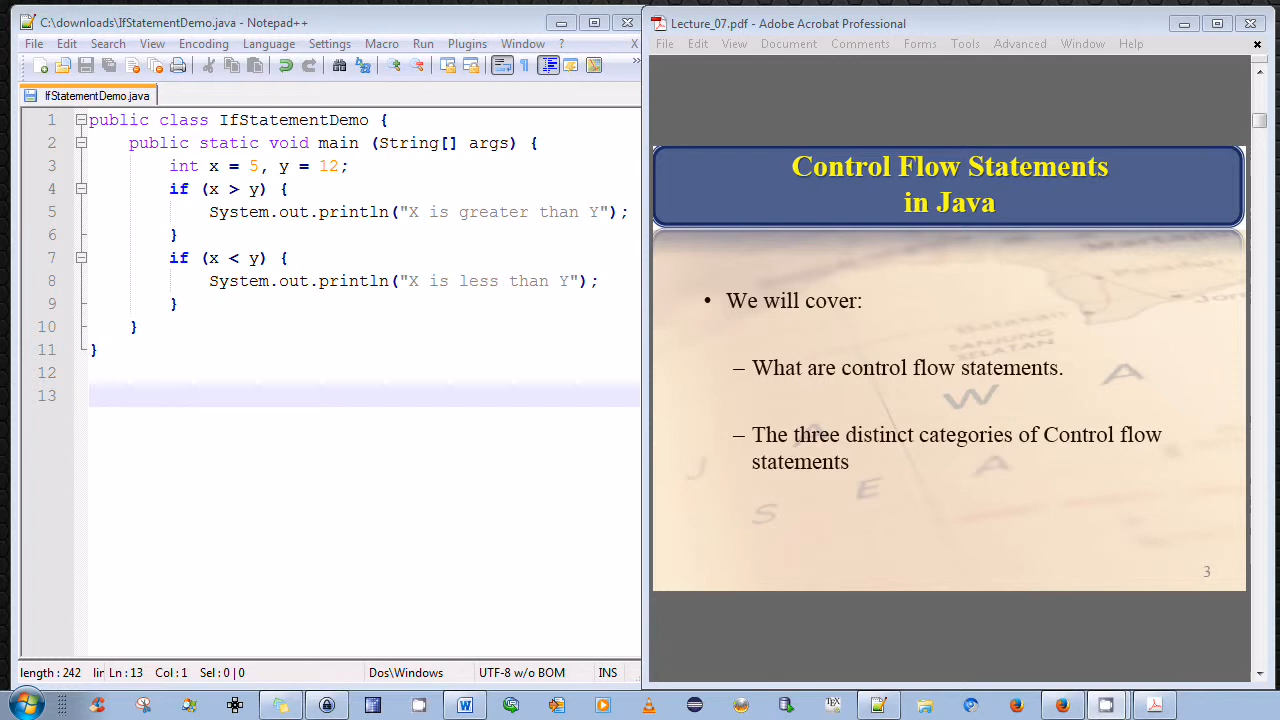 C:\downloads\IfStatementDemo.java - Notepad++
File Edit Search View Encoding Language Settings Macro Run Plugins Window ? X
IfStatementDemo.java
1 public class IfStatementDemo {
2 public static void main (String[] args) {
3 int x = 5, y = 12;
4 if (x > y) {
5 System.out.println("X is greater than Y");
6 }
7 if (x < y) {
8 System.out.println("X is less than Y");
9 }
10 }
11 }
12
13
length : 242 lir Ln : 13 Col : 1 Sel : 0 | 0 Dos\Windows UTF-8 w/o BOM INS
Lecture_07.pdf - Adobe Acrobat Professional
File Edit View Document Comments Forms Tools Advanced Window Help
Control Flow Statements
in Java
• We will cover:
– What are control flow statements.
– The three distinct categories of Control flow
statements
3